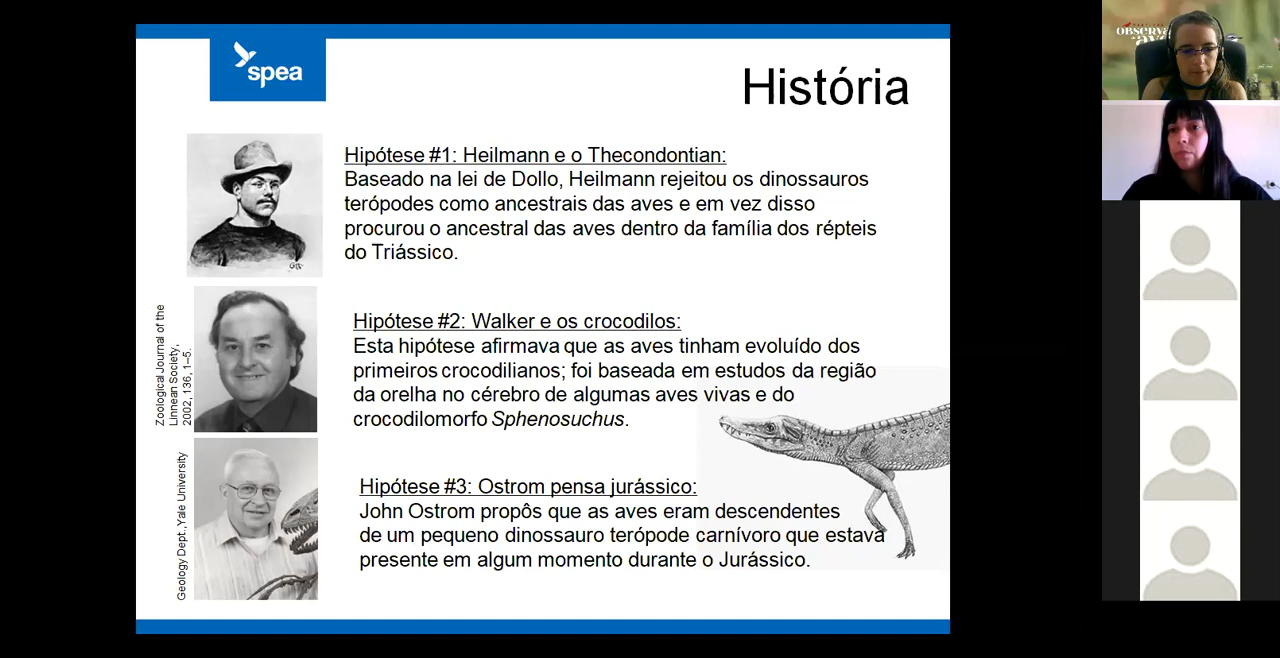 spea
História
Hipótese #1: Heilmann e o Thecondontian:
Baseado na lei de Dollo, Heilmann rejeitou os dinossauros
terópodes como ancestrais das aves e em vez disso
procurou o ancestral das aves dentro da família dos répteis
do Triássico.
Zoological Journal of the
Linnean Society,
2002, 136, 1–5.
Hipótese #2: Walker e os crocodilos:
Esta hipótese afirmava que as aves tinham evoluído dos
primeiros crocodilianos; foi baseada em estudos da região
da orelha no cérebro de algumas aves vivas e do
crocodilomorfo Sphenosuchus.
Geology Dept.,Yale University
Hipótese #3: Ostrom pensa jurássico:
John Ostrom propôs que as aves eram descendentes
de um pequeno dinossauro terópode carnívoro que estava
presente em algum momento durante o Jurássico.